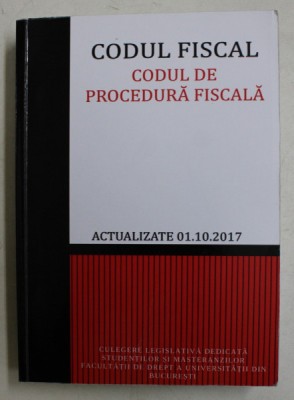 CODUL FISCAL
CODUL DE
PROCEDURĂ FISCALĂ
ACTUALIZATE 01.10.2017
CULEGERE LEGISLATIVĂ DEDICATĂ
STUDENȚILOR ȘI MASTERANZILOR
FACULTĂȚII DE DREPT A UNIVERSITĂȚII DIN
BUCUREȘTI